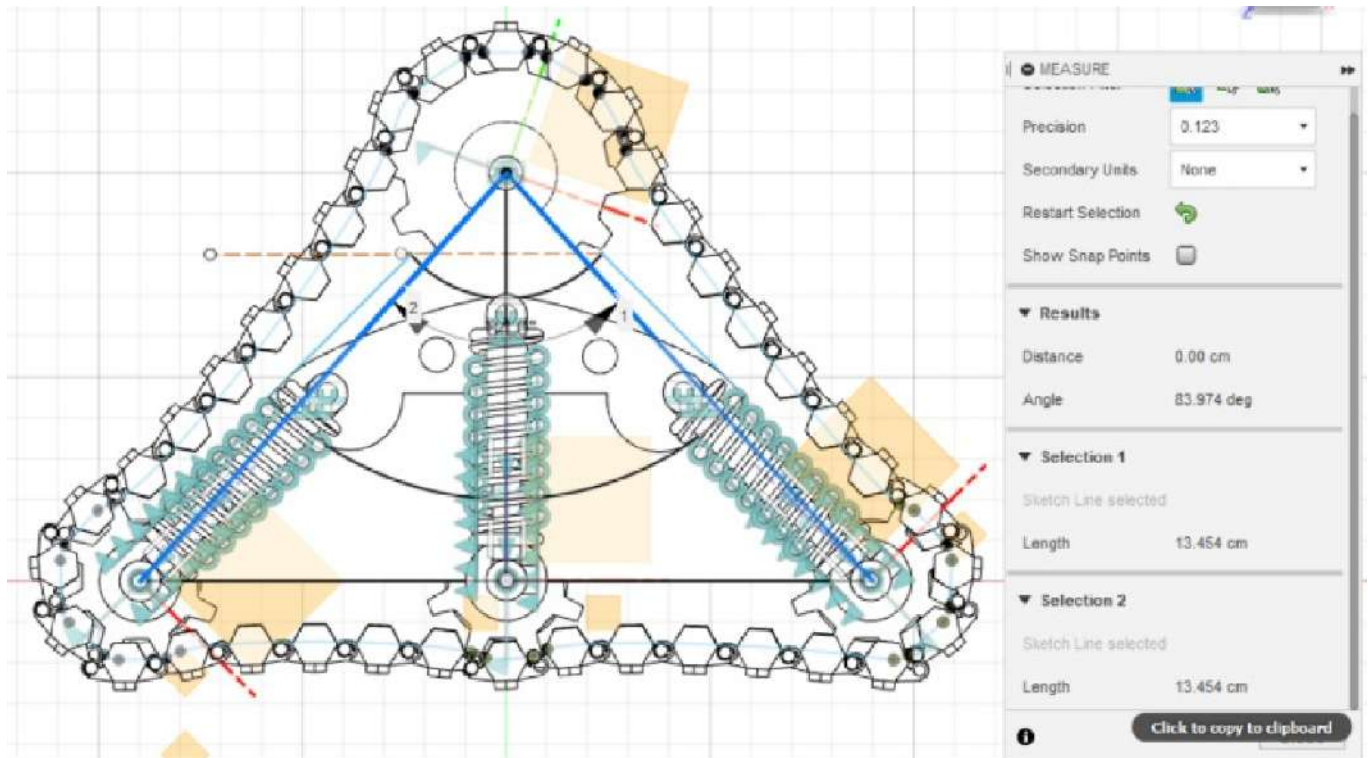 MEASURE
Precision 0.123
Secondary Units None
Restart Selection
Show Snap Points
Results
Distance 0.00 cm
Angle 83.974 deg
Selection 1
Sketch Line selected
Length 13.454 cm
Selection 2
Sketch Line selected
Length 13.454 cm
Click to copy to clipboard
2
1